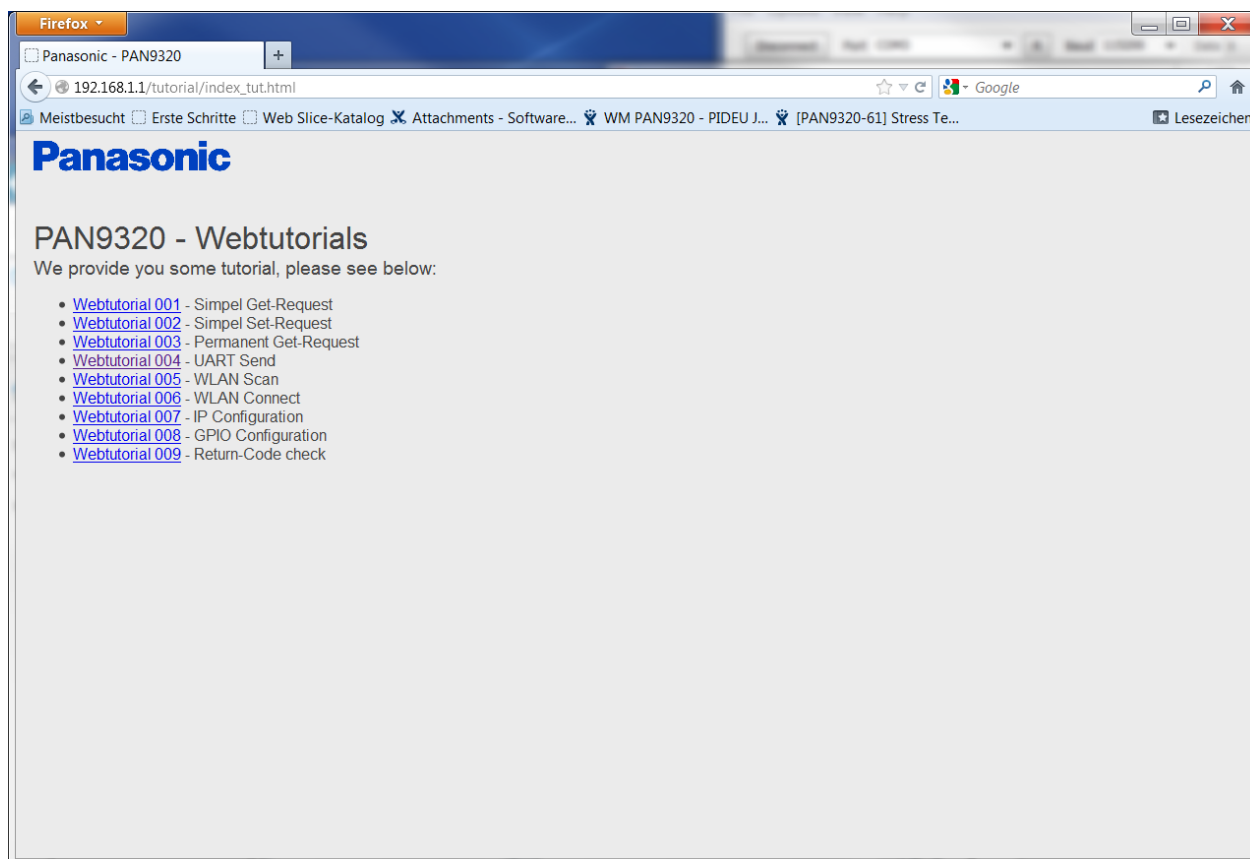 Firefox
Panasonic - PAN9320
192.168.1.1/tutorial/index_tut.html
Google
Meistbesucht Erste Schritte Web Slice-Katalog Attachments - Software... WM PAN9320 - PIDEU J... [PAN9320-61] Stress Te... Lesezeichen
Panasonic
PAN9320 - Webtutorials
We provide you some tutorial, please see below:
• Webtutorial 001 - Simpel Get-Request
• Webtutorial 002 - Simpel Set-Request
• Webtutorial 003 - Permanent Get-Request
• Webtutorial 004 - UART Send
• Webtutorial 005 - WLAN Scan
• Webtutorial 006 - WLAN Connect
• Webtutorial 007 - IP Configuration
• Webtutorial 008 - GPIO Configuration
• Webtutorial 009 - Return-Code check